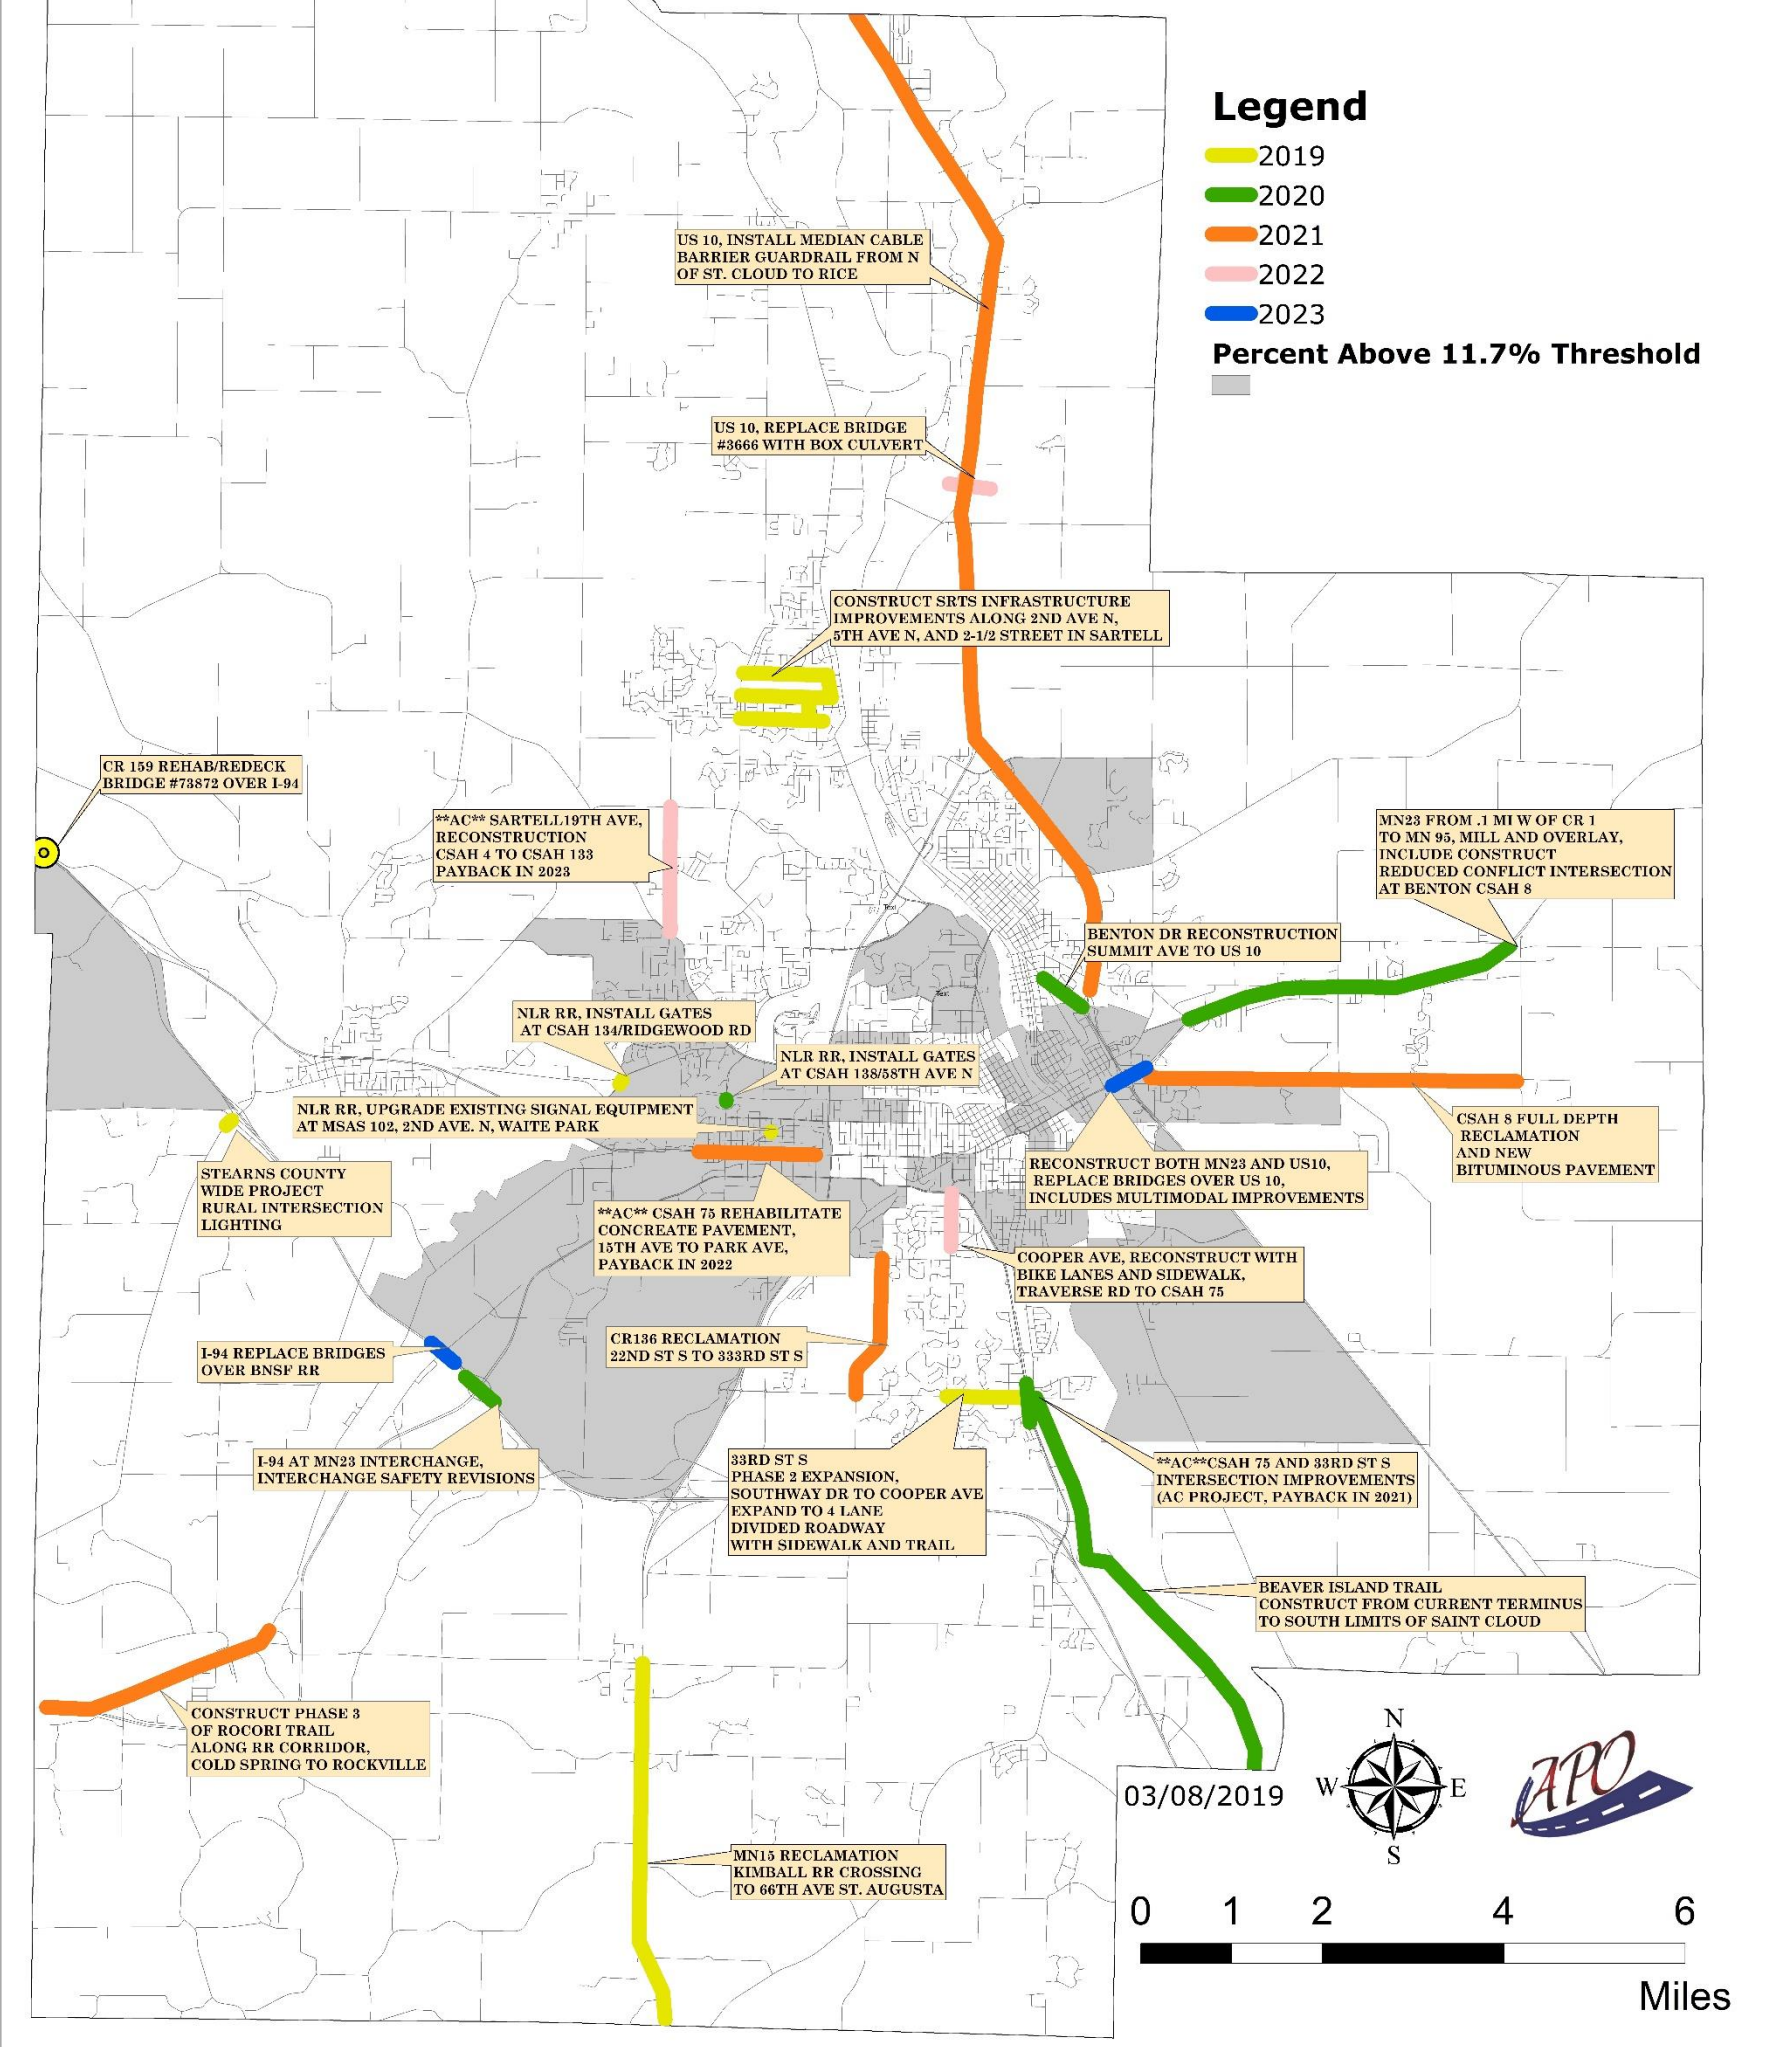 Legend
2019
2020
2021
2022
2023
Percent Above 11.7% Threshold
US 10, INSTALL MEDIAN CABLE
BARRIER GUARDRAIL FROM N
OF ST. CLOUD TO RICE
US 10, REPLACE BRIDGE
#3666 WITH BOX CULVERT
CONSTRUCT SRTS INFRASTRUCTURE
IMPROVEMENTS ALONG 2ND AVE N,
5TH AVE N, AND 2-1/2 STREET IN SARTELL
CR 159 REHAB/REDECK
BRIDGE #73872 OVER I-94
**AC** SARTELL19TH AVE,
RECONSTRUCTION
CSAH 4 TO CSAH 133
PAYBACK IN 2023
MN23 FROM .1 MI W OF CR 1
TO MN 95, MILL AND OVERLAY,
INCLUDE CONSTRUCT
REDUCED CONFLICT INTERSECTION
AT BENTON CSAH 8
Text
BENTON DR RECONSTRUCTION
SUMMIT AVE TO US 10
Text
NLR RR, INSTALL GATES
AT CSAH 134/RIDGEWOOD RD
NLR RR, INSTALL GATES
AT CSAH 138/58TH AVE N
NLR RR, UPGRADE EXISTING SIGNAL EQUIPMENT
AT MSAS 102, 2ND AVE. N, WAITE PARK
CSAH 8 FULL DEPTH
RECLAMATION
AND NEW
BITUMINOUS PAVEMENT
STEARNS COUNTY
WIDE PROJECT
RURAL INTERSECTION
LIGHTING
RECONSTRUCT BOTH MN23 AND US10,
REPLACE BRIDGES OVER US 10,
INCLUDES MULTIMODAL IMPROVEMENTS
**AC** CSAH 75 REHABILITATE
CONCREATE PAVEMENT,
15TH AVE TO PARK AVE,
PAYBACK IN 2022
COOPER AVE, RECONSTRUCT WITH
BIKE LANES AND SIDEWALK,
TRAVERSE RD TO CSAH 75
CR136 RECLAMATION
22ND ST S TO 333RD ST S
I-94 REPLACE BRIDGES
OVER BNSF RR
I-94 AT MN23 INTERCHANGE,
INTERCHANGE SAFETY REVISIONS
33RD ST S
PHASE 2 EXPANSION,
SOUTHWAY DR TO COOPER AVE
EXPAND TO 4 LANE
DIVIDED ROADWAY
WITH SIDEWALK AND TRAIL
**AC**CSAH 75 AND 33RD ST S
INTERSECTION IMPROVEMENTS
(AC PROJECT, PAYBACK IN 2021)
BEAVER ISLAND TRAIL
CONSTRUCT FROM CURRENT TERMINUS
TO SOUTH LIMITS OF SAINT CLOUD
CONSTRUCT PHASE 3
OF ROCORI TRAIL
ALONG RR CORRIDOR,
COLD SPRING TO ROCKVILLE
MN15 RECLAMATION
KIMBALL RR CROSSING
TO 66TH AVE ST. AUGUSTA
03/08/2019
N
W E
S
APO
0 1 2 4 6
Miles